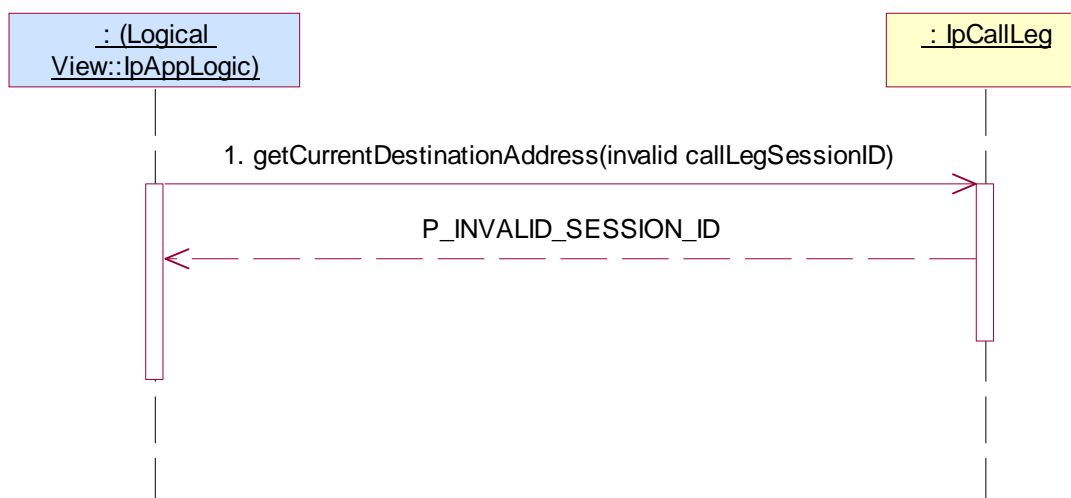 : (Logical
View::IpAppLogic)
: IpCallLeg
1. getCurrentDestinationAddress(invalid callLegSessionID)
P_INVALID_SESSION_ID